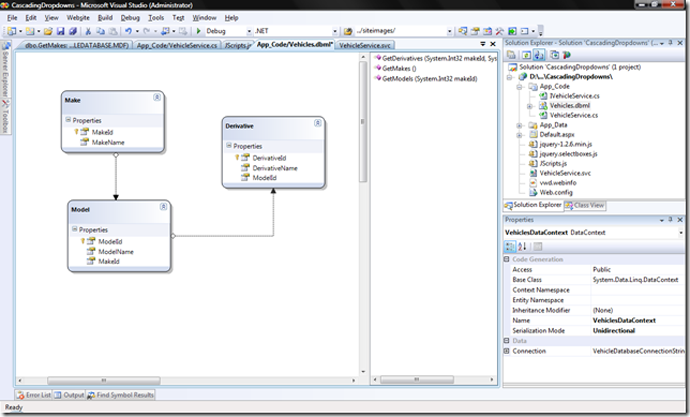 CascadingDropdowns - Microsoft Visual Studio (Administrator)
File Edit View Website Build Debug Tools Test Window Help
Debug .NET ../siteimages/
dbo.GetMakes: ...LEDATABASE.MDF) App_Code/VehicleService.cs JScripts.js App_Code/Vehicles.dbml* VehicleService.svc
Server Explorer
Toolbox
Make
Properties
MakeId
MakeName
Derivative
Properties
DerivativeId
DerivativeName
ModelId
Model
Properties
ModelId
ModelName
MakeId
GetDerivatives (System.Int32 makeId, Sys
GetMakes ()
GetModels (System.Int32 makeId)
Solution Explorer - Solution 'CascadingDropdowns' (...
Solution 'CascadingDropdowns' (1 project)
D:\...\CascadingDropdowns\
App_Code
IVehicleService.cs
Vehicles.dbml
VehicleService.cs
App_Data
Default.aspx
jquery-1.2.6.min.js
jquery.selectboxes.js
JScripts.js
VehicleService.svc
vwd.webinfo
Web.config
Solution Explorer Class View
Properties
VehiclesDataContext DataContext
Code Generation
Access Public
Base Class System.Data.Linq.DataContext
Context Namespace
Entity Namespace
Inheritance Modifier (None)
Name VehiclesDataContext
Serialization Mode Unidirectional
Data
Connection VehicleDatabaseConnectionStrin
Error List Output Find Symbol Results
Ready